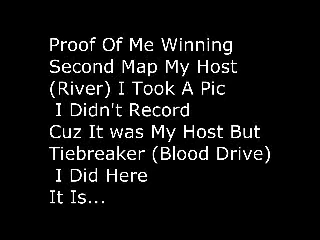 Proof Of Me Winning
Second Map My Host
(River) I Took A Pic
I Didn't Record
Cuz It was My Host But
Tiebreaker (Blood Drive)
I Did Here
It Is...